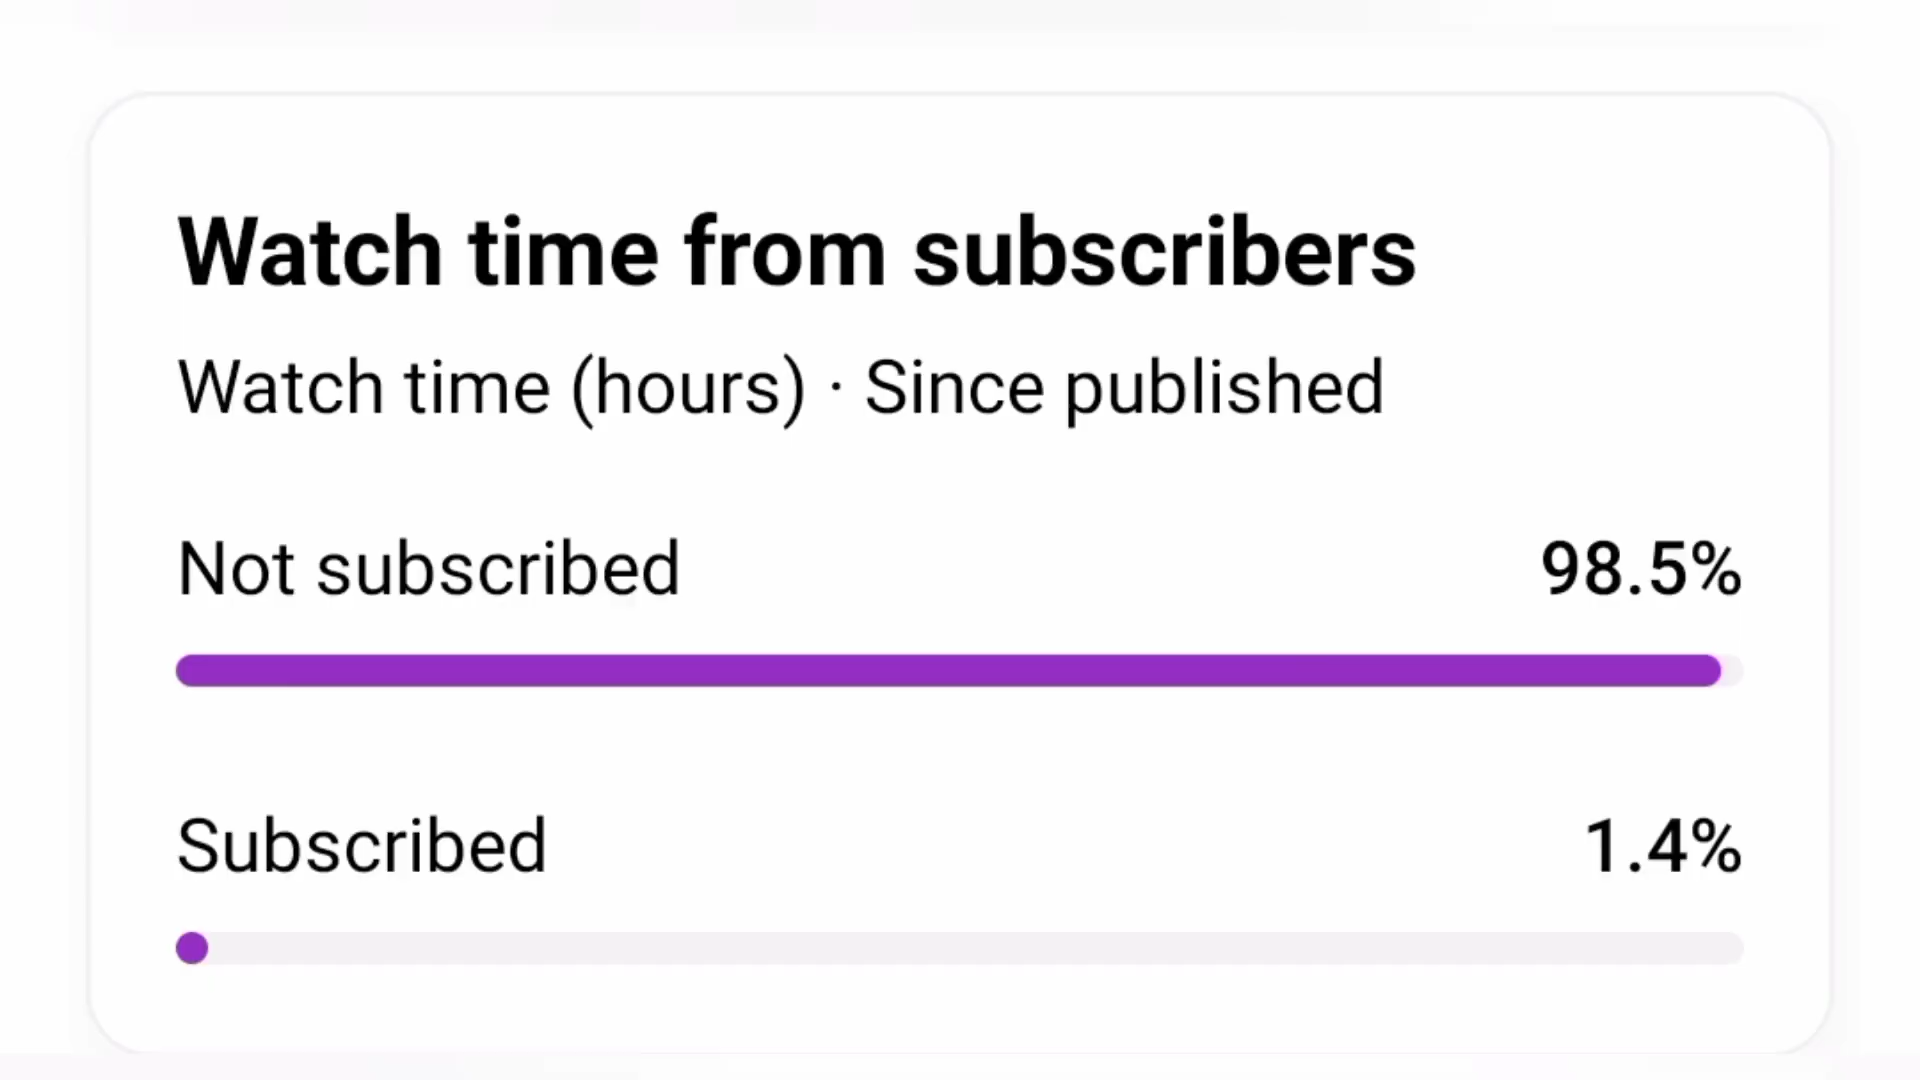 Watch time from subscribers
Watch time (hours) · Since published
Not subscribed 98.5%
Subscribed 1.4%